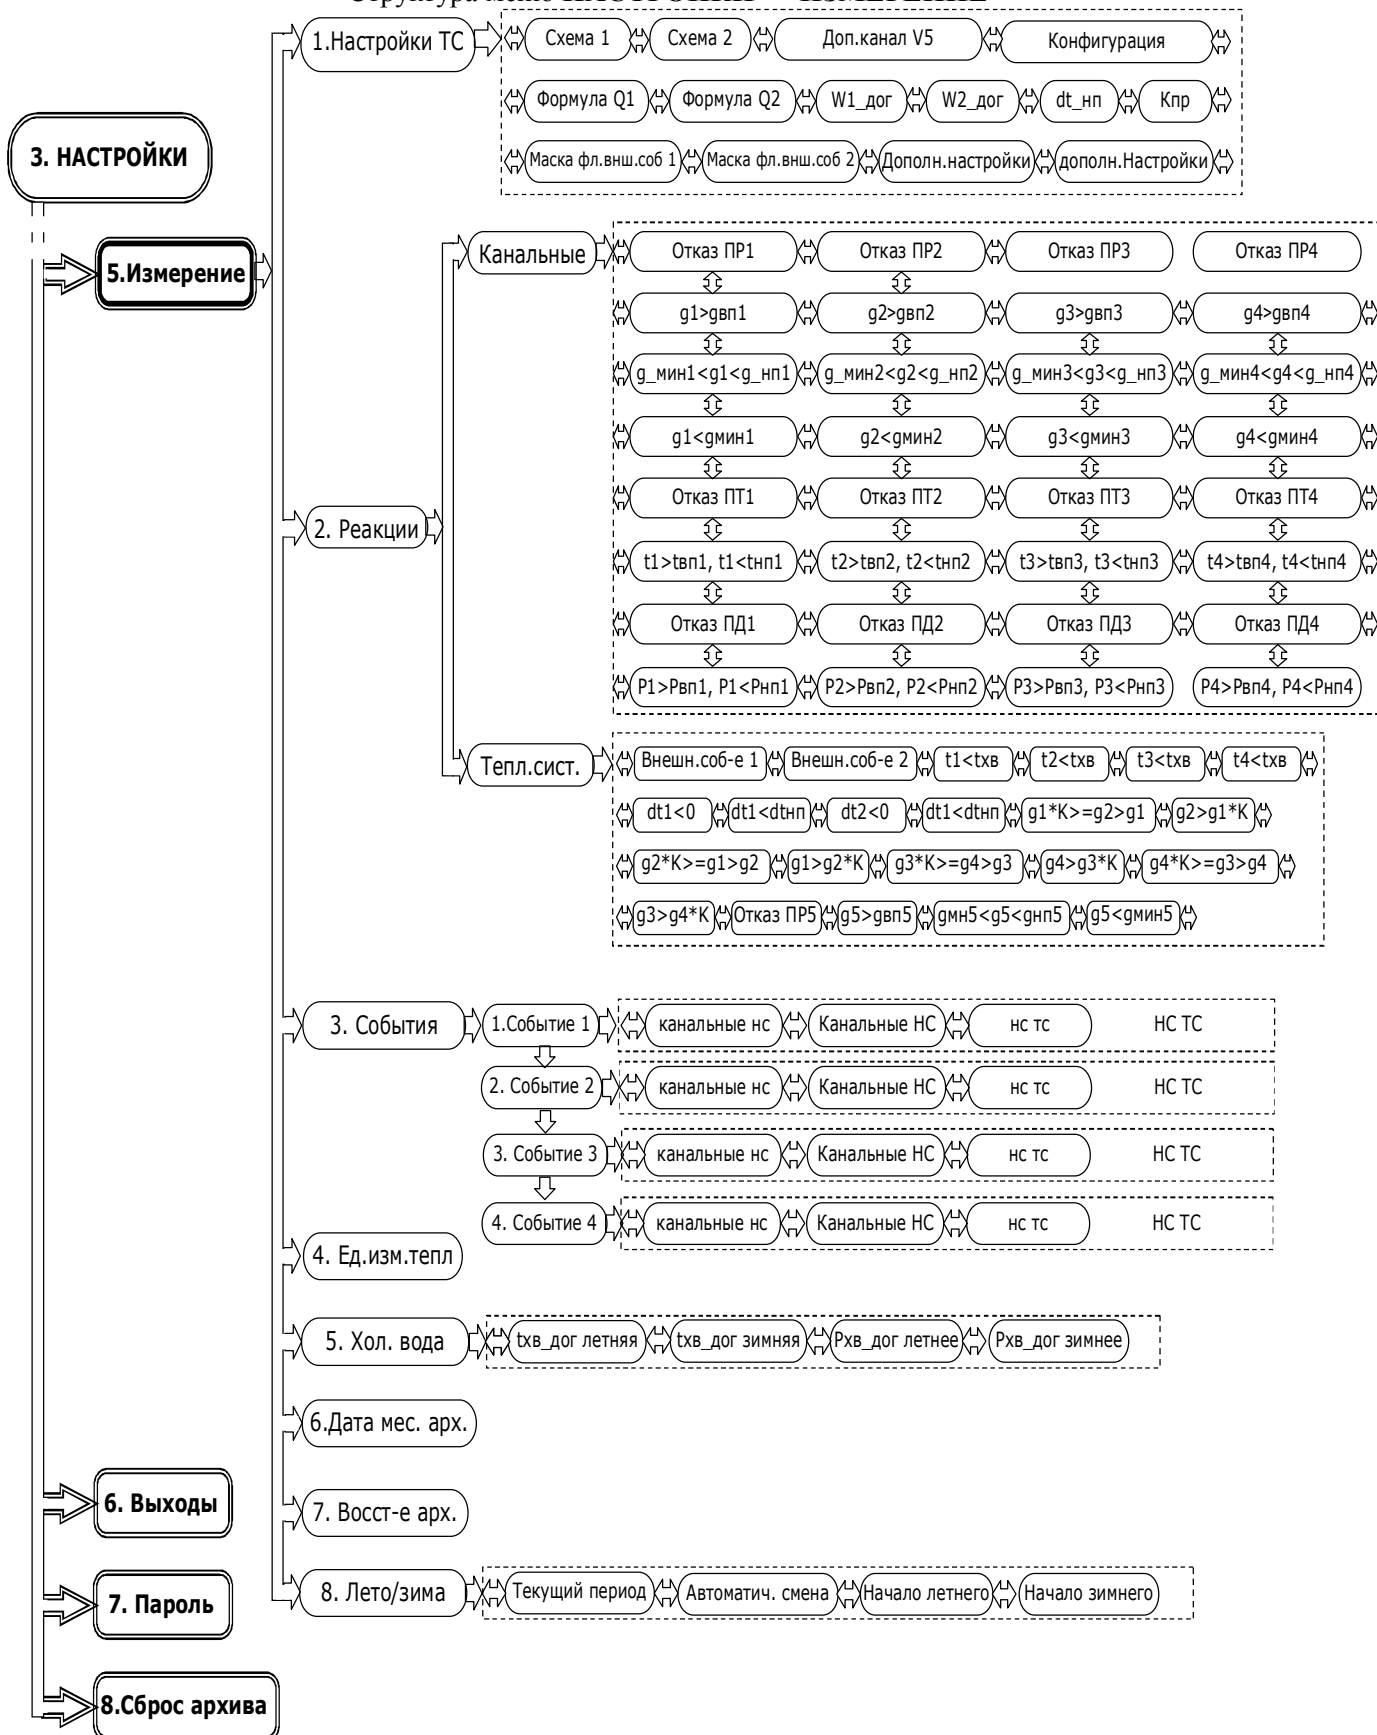 Структура меню НАСТРОЙКИ – ИЗМЕРЕНИЕ
1.Настройки ТС
Схема 1 Схема 2 Доп.канал V5 Конфигурация
Формула Q1 Формула Q2 W1_дог W2_дог dt_нп Кпр
Маска фл.внш.соб 1 Маска фл.внш.соб 2 Дополн.настройки дополн.Настройки
3. НАСТРОЙКИ
5.Измерение
2. Реакции
Канальные
Отказ ПР1 Отказ ПР2 Отказ ПР3 Отказ ПР4
g1>gвп1 g2>gвп2 g3>gвп3 g4>gвп4
g_мин1<g1<g_нп1 g_мин2<g2<g_нп2 g_мин3<g3<g_нп3 g_мин4<g4<g_нп4
g1<gмин1 g2<gмин2 g3<gмин3 g4<gмин4
Отказ ПТ1 Отказ ПТ2 Отказ ПТ3 Отказ ПТ4
t1>tвп1, t1<tнп1 t2>tвп2, t2<tнп2 t3>tвп3, t3<tнп3 t4>tвп4, t4<tнп4
Отказ ПД1 Отказ ПД2 Отказ ПД3 Отказ ПД4
P1>Pвп1, P1<Pнп1 P2>Pвп2, P2<Pнп2 P3>Pвп3, P3<Pнп3 P4>Pвп4, P4<Pнп4
Тепл.сист.
Внешн.соб-е 1 Внешн.соб-е 2 t1<tхв t2<tхв t3<tхв t4<tхв
dt1<0 dt1<dtнп dt2<0 dt1<dtнп g1*K>=g2>g1 g2>g1*K
g2*K>=g1>g2 g1>g2*K g3*K>=g4>g3 g4>g3*K g4*K>=g3>g4
g3>g4*K Отказ ПР5 g5>gвп5 gмн5<g5<gнп5 g5<gмин5
3. События
1.Событие 1 канальные нс Канальные НС нс тс НС ТС
2. Событие 2 канальные нс Канальные НС нс тс НС ТС
3. Событие 3 канальные нс Канальные НС нс тс НС ТС
4. Событие 4 канальные нс Канальные НС нс тс НС ТС
4. Ед.изм.тепл
5. Хол. вода
tхв_дог летняя tхв_дог зимняя Рхв_дог летнее Рхв_дог зимнее
6.Дата мес. арх.
7. Восст-е арх.
8. Лето/зима
Текущий период Автоматич. смена Начало летнего Начало зимнего
6. Выходы
7. Пароль
8.Сброс архива